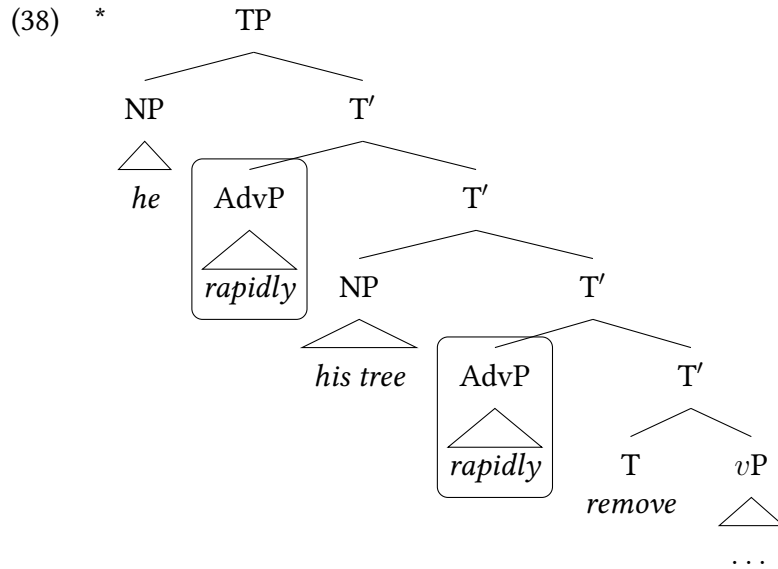 (38) * TP
NP T′
he AdvP T′
rapidly NP T′
his tree AdvP T′
rapidly T vP
remove
...